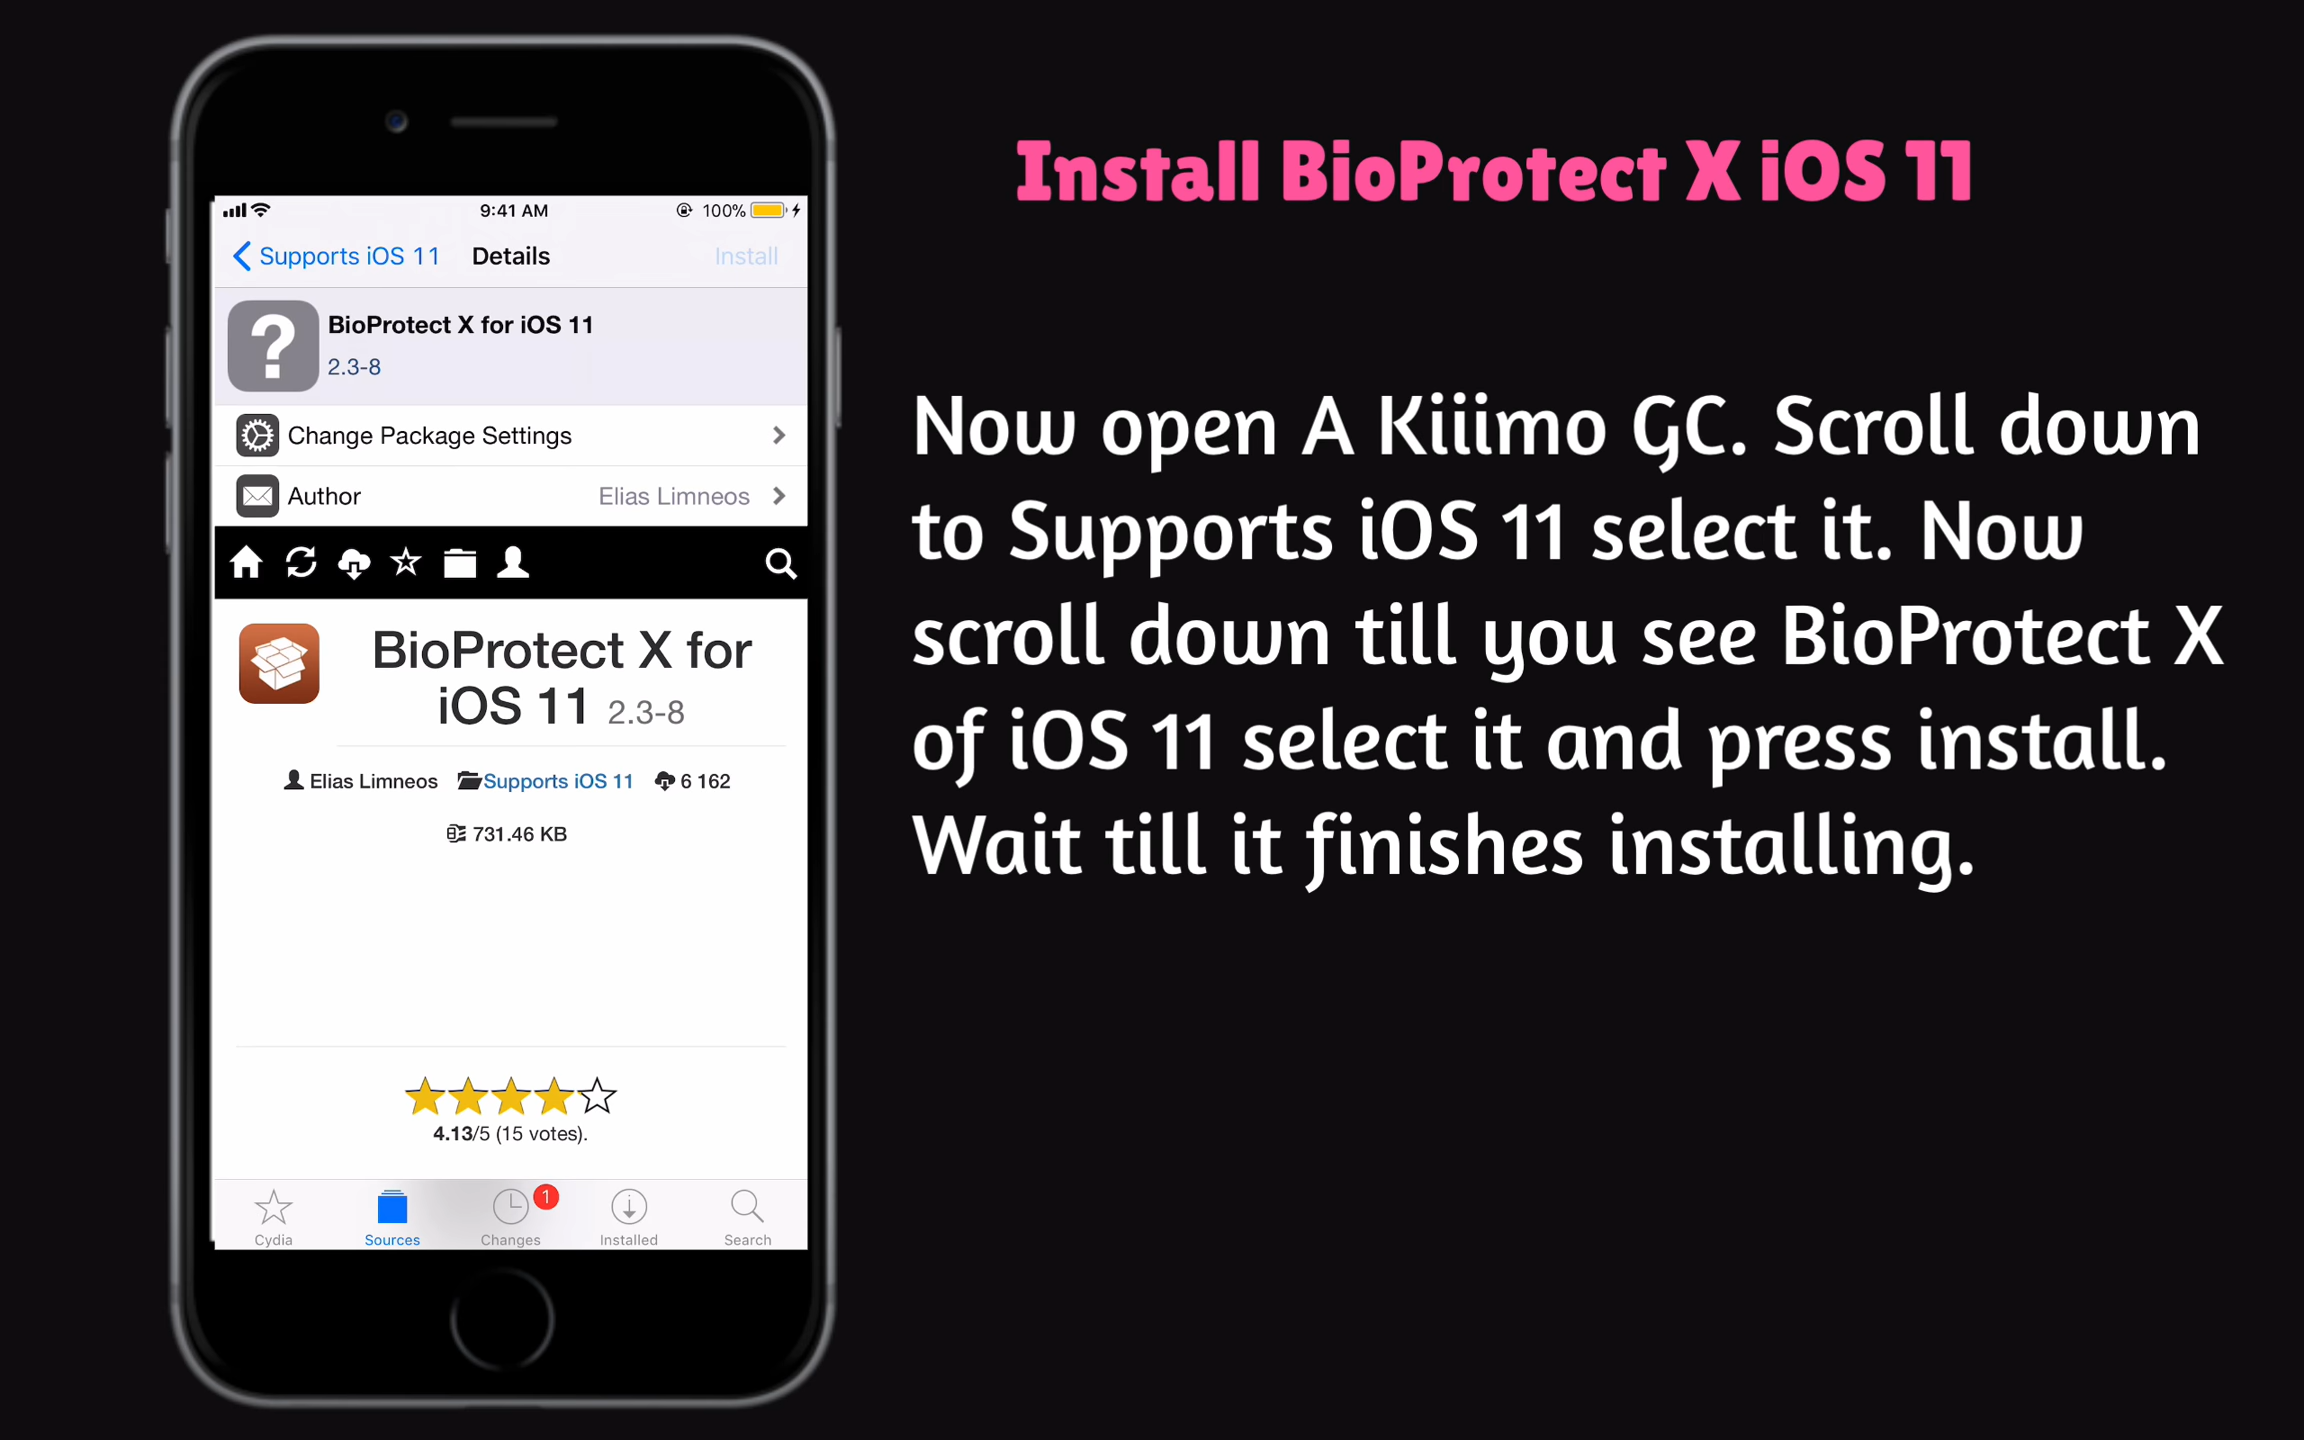 Install BioProtect X iOS 11
Now open A Kiiimo GC. Scroll down
to Supports iOS 11 select it. Now
scroll down till you see BioProtect X
of iOS 11 select it and press install.
Wait till it finishes installing.
9:41 AM
100%
Supports iOS 11 Details Install
BioProtect X for iOS 11
2.3-8
Change Package Settings
Author Elias Limneos
BioProtect X for
iOS 11 2.3-8
Elias Limneos Supports iOS 11 6 162
731.46 KB
4.13/5 (15 votes).
1
Cydia Sources Changes Installed Search